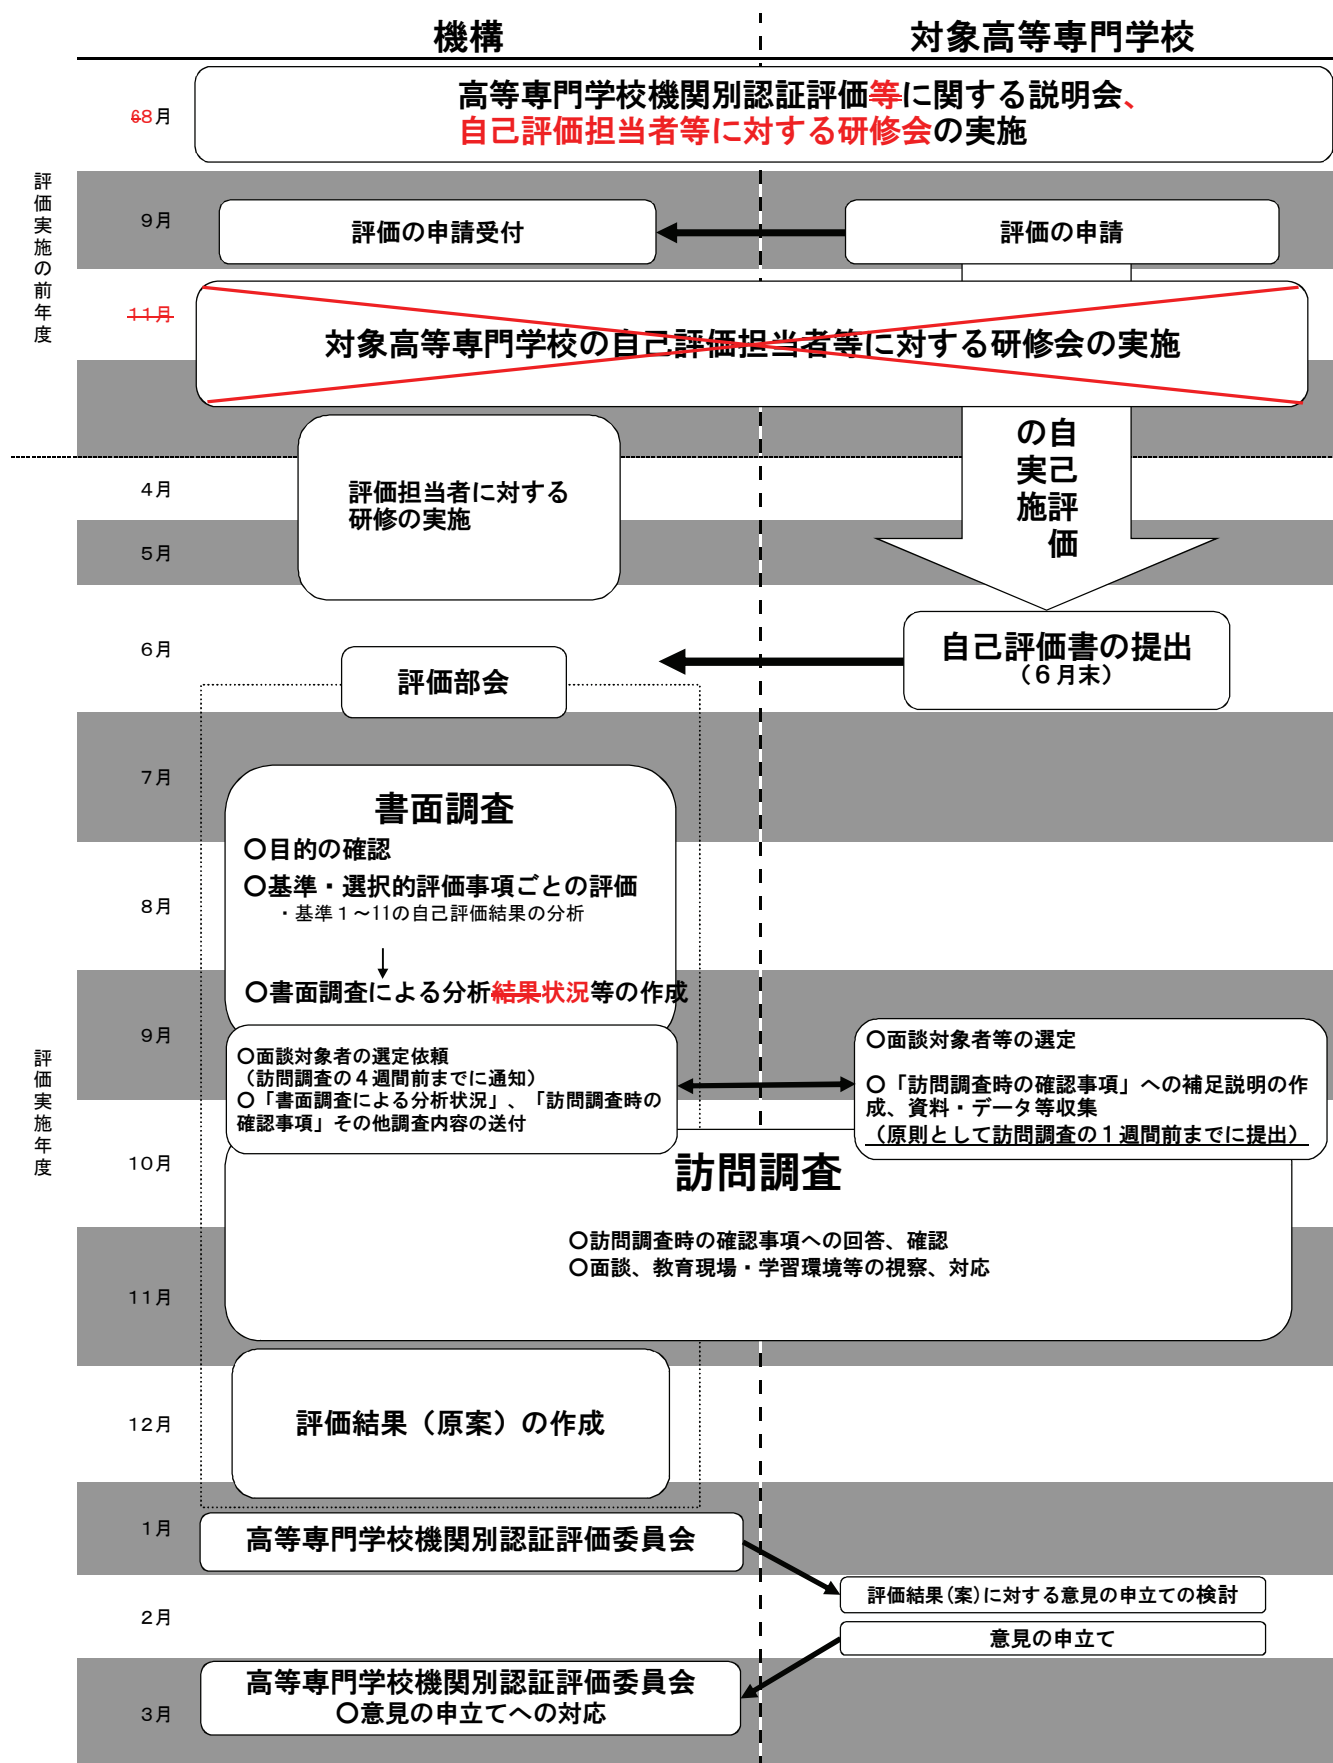 機構
対象高等専門学校
68月
高等専門学校機関別認証評価等に関する説明会、
自己評価担当者等に対する研修会の実施
評価実施の前年度
9月
評価の申請受付
評価の申請
11月
対象高等専門学校の自己評価担当者等に対する研修会の実施
自己評価
の実施
4月
評価担当者に対する
研修の実施
5月
6月
自己評価書の提出
（６月末）
評価部会
7月
書面調査
〇目的の確認
〇基準・選択的評価事項ごとの評価
・基準１～11の自己評価結果の分析
8月
〇書面調査による分析結果状況等の作成
評価実施年度
9月
〇面談対象者の選定依頼
（訪問調査の４週間前までに通知）
〇「書面調査による分析状況」、「訪問調査時の
確認事項」その他調査内容の送付
〇面談対象者等の選定
〇「訪問調査時の確認事項」への補足説明の作
成、資料・データ等収集
（原則として訪問調査の１週間前までに提出）
10月
訪問調査
〇訪問調査時の確認事項への回答、確認
〇面談、教育現場・学習環境等の視察、対応
11月
12月
評価結果（原案）の作成
1月
高等専門学校機関別認証評価委員会
評価結果(案)に対する意見の申立ての検討
2月
意見の申立て
高等専門学校機関別認証評価委員会
〇意見の申立てへの対応
3月